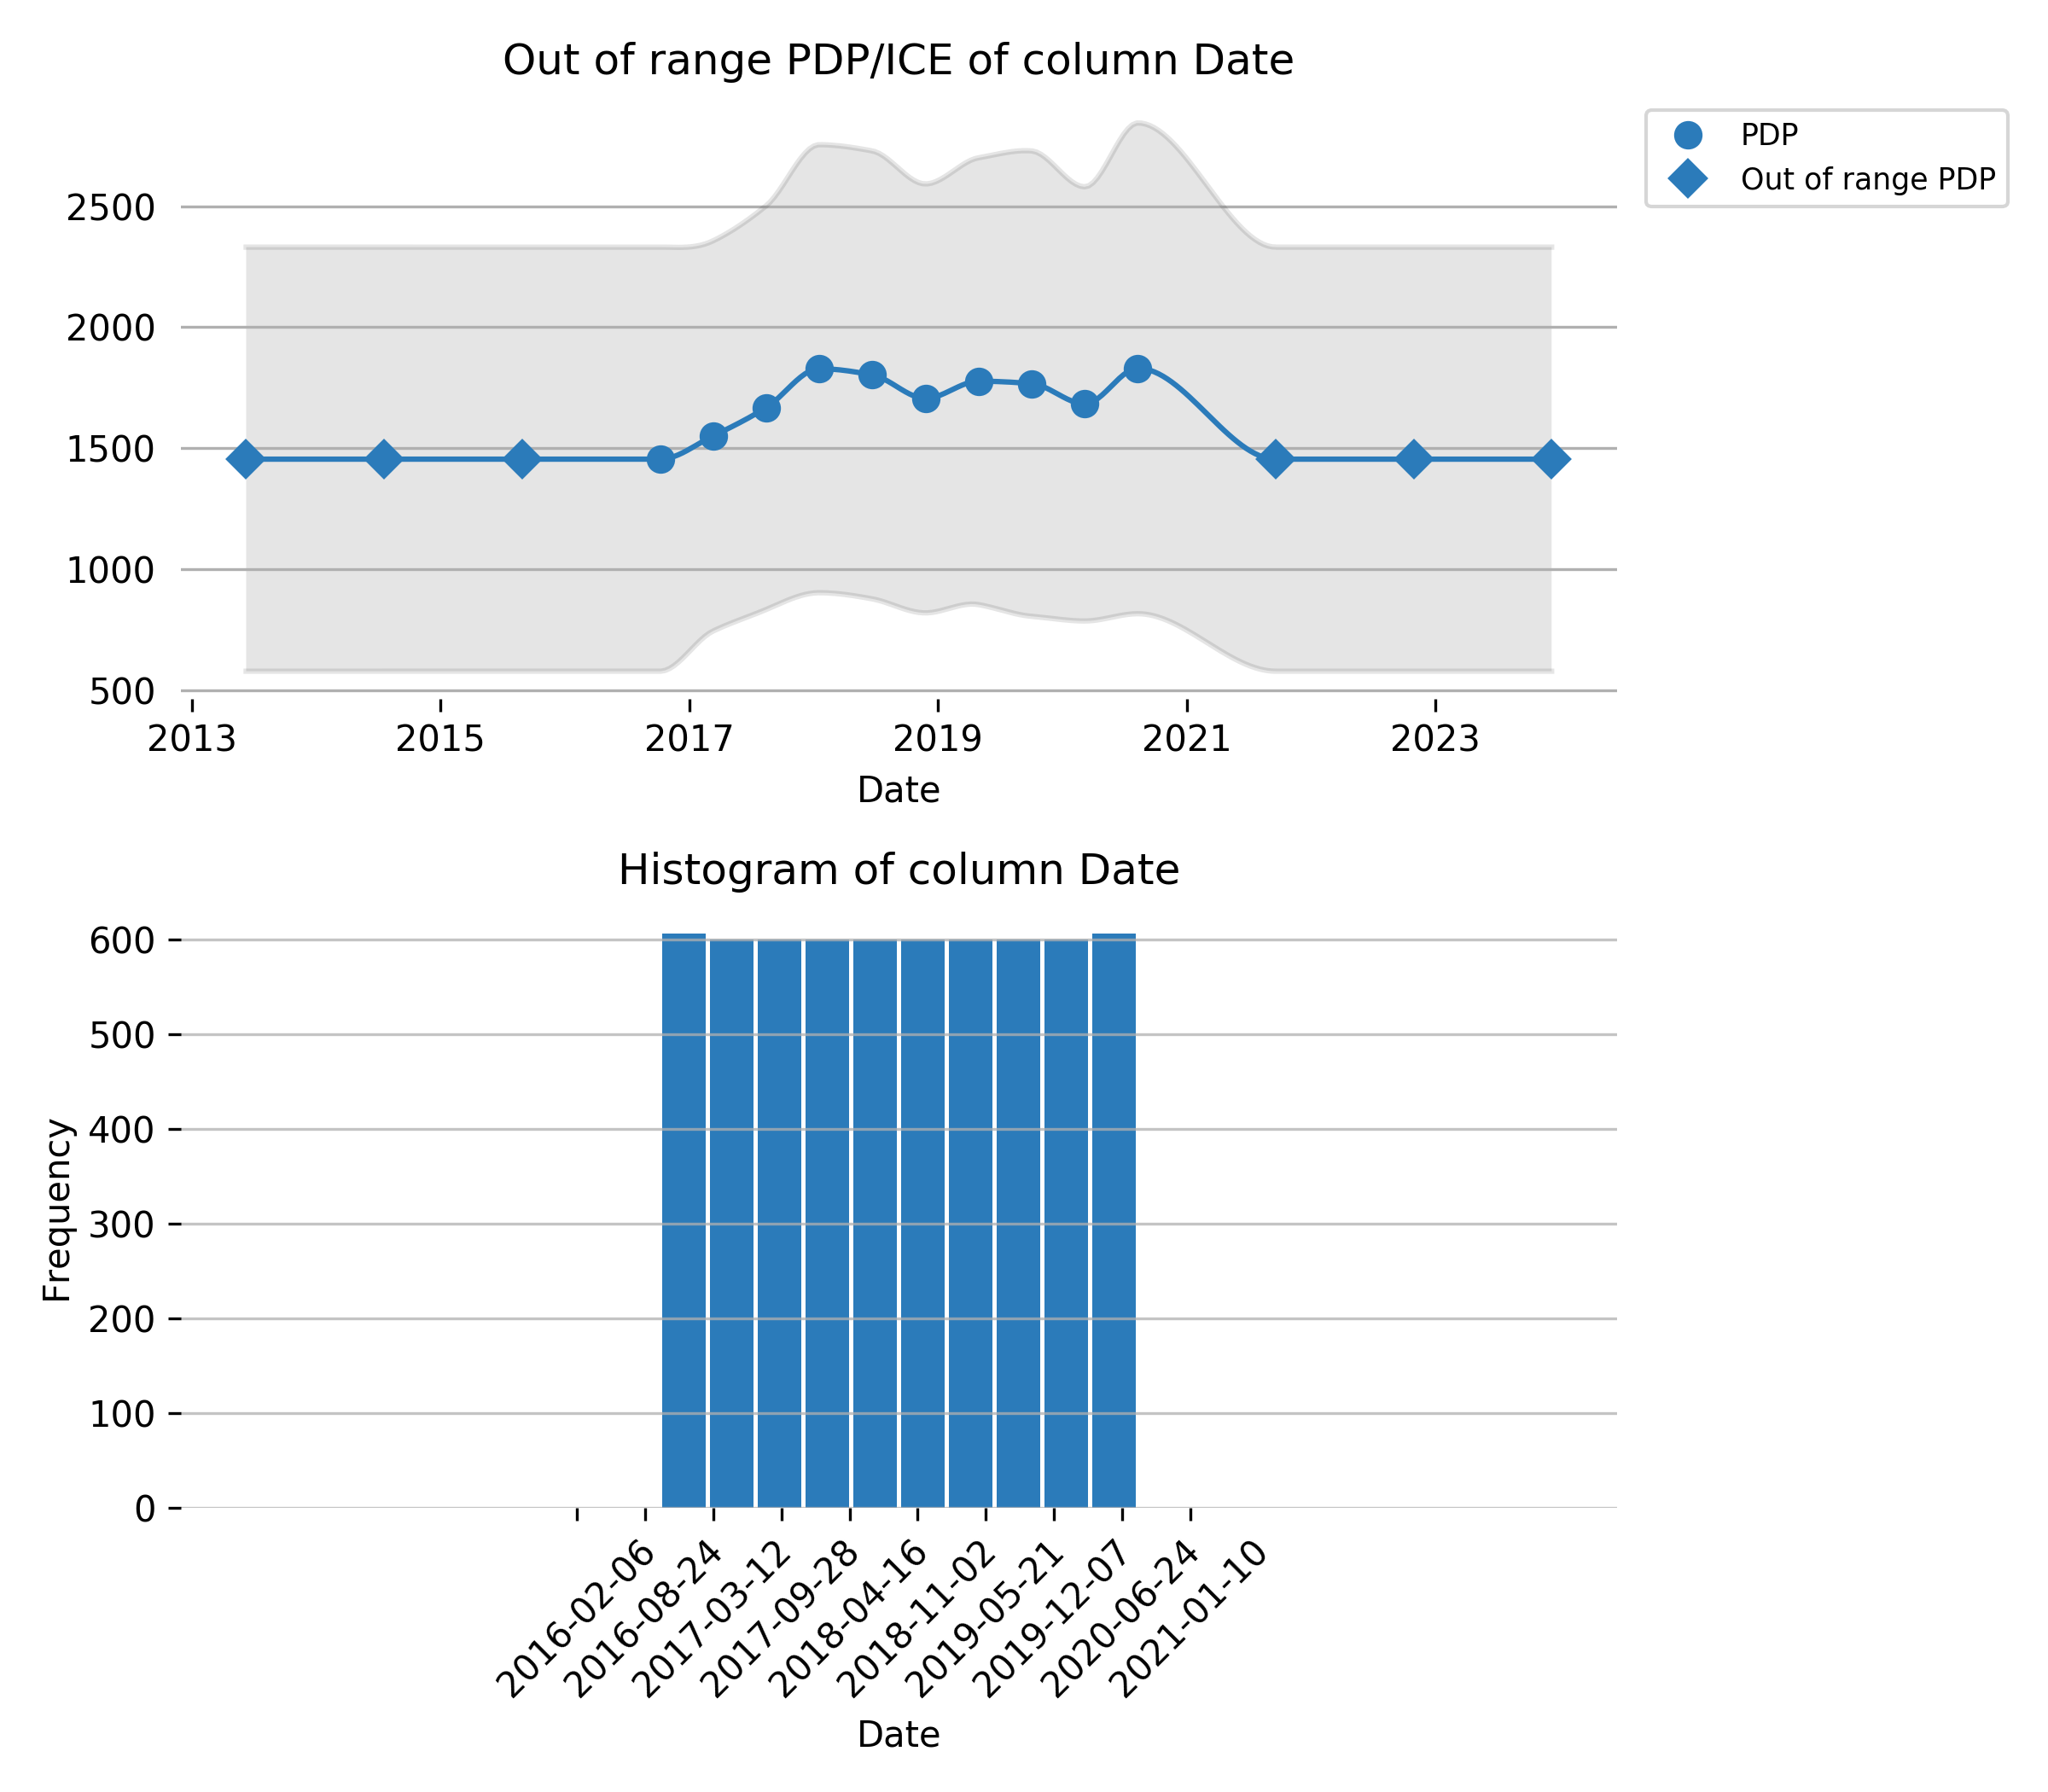 Out of range PDP/ICE of column Date
PDP
Out of range PDP
2500
2000
1500
1000
500
2013 2015 2017 2019 2021 2023
Date
Histogram of column Date
600
500
400
300
200
100
0
Frequency
2016-02-06
2016-08-24
2017-03-12
2017-09-28
2018-04-16
2018-11-02
2019-05-21
2019-12-07
2020-06-24
2021-01-10
Date